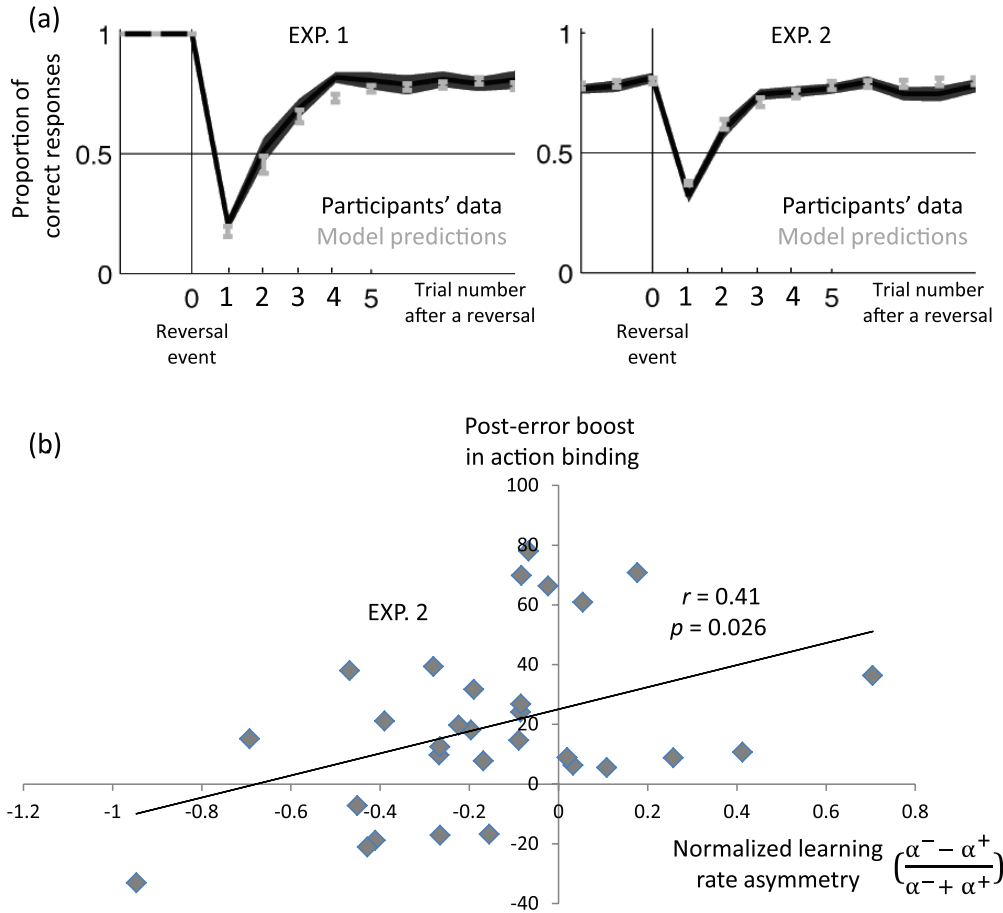 (a)
EXP. 1
EXP. 2
Proportion of
correct responses
1
0.5
0
Participants' data
Model predictions
0 1 2 3 4 5
Trial number
after a reversal
Reversal
event
1
0.5
0
Participants' data
Model predictions
0 1 2 3 4 5
Trial number
after a reversal
Reversal
event
(b)
Post-error boost
in action binding
100
80
60
40
20
0
-20
-40
EXP. 2
r = 0.41
p = 0.026
-1.2 -1 -0.8 -0.6 -0.4 -0.2 0 0.2 0.4 0.6 0.8
Normalized learning
rate asymmetry
(α⁻ − α⁺
α⁻ + α⁺)